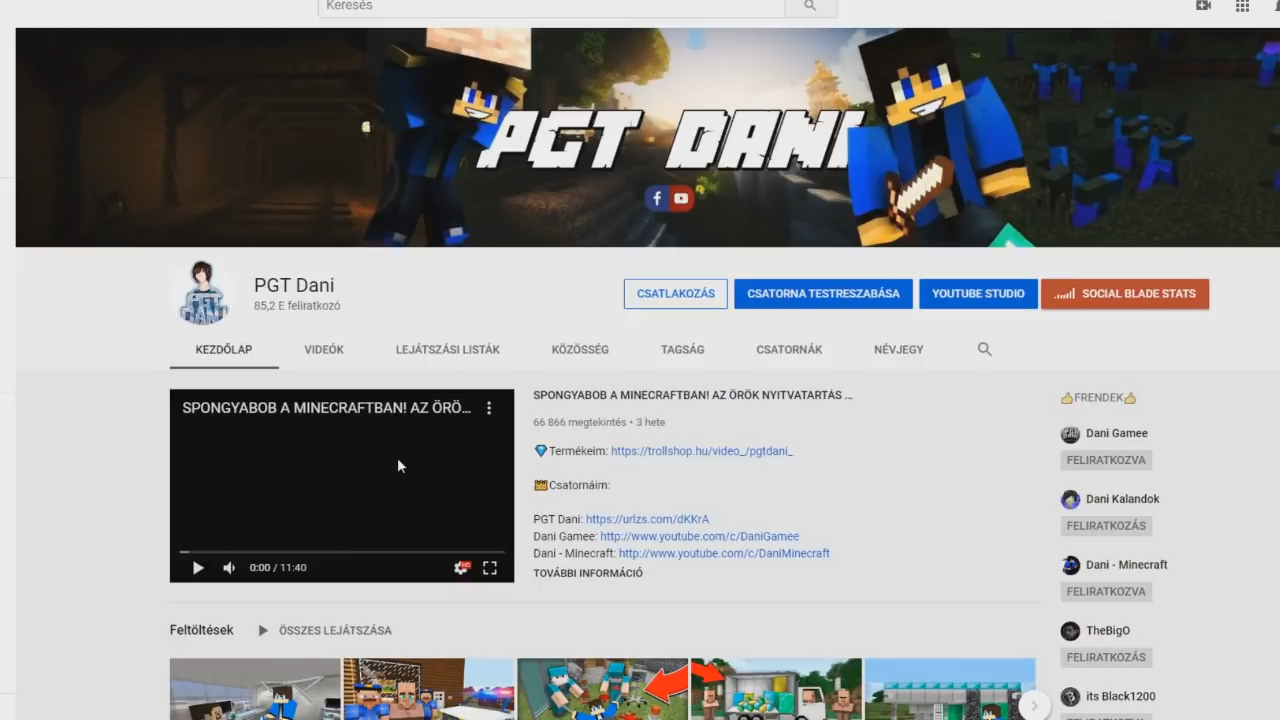 Keresés
PGT DANI
PGT Dani
85,2 E feliratkozó
CSATLAKOZÁS
CSATORNA TESTRESZABÁSA
YOUTUBE STUDIO
SOCIAL BLADE STATS
KEZDŐLAP
VIDEÓK
LEJÁTSZÁSI LISTÁK
KÖZÖSSÉG
TAGSÁG
CSATORNÁK
NÉVJEGY
SPONGYABOB A MINECRAFTBAN! AZ ÖRÖ...
0:00 / 11:40
HD
SPONGYABOB A MINECRAFTBAN! AZ ÖRÖK NYITVATARTÁS ...
66 866 megtekintés • 3 hete
💎Termékeim: https://trollshop.hu/video_/pgtdani_
Csatornáim:
PGT Dani: https://urlzs.com/dKKrA
Dani Gamee: http://www.youtube.com/c/DaniGamee
Dani - Minecraft: http://www.youtube.com/c/DaniMinecraft
TOVÁBBI INFORMÁCIÓ
👍FRENDEK👍
Dani Gamee
FELIRATKOZVA
Dani Kalandok
FELIRATKOZÁS
Dani - Minecraft
FELIRATKOZVA
TheBigO
FELIRATKOZÁS
its Black1200
Feltöltések
ÖSSZES LEJÁTSZÁSA